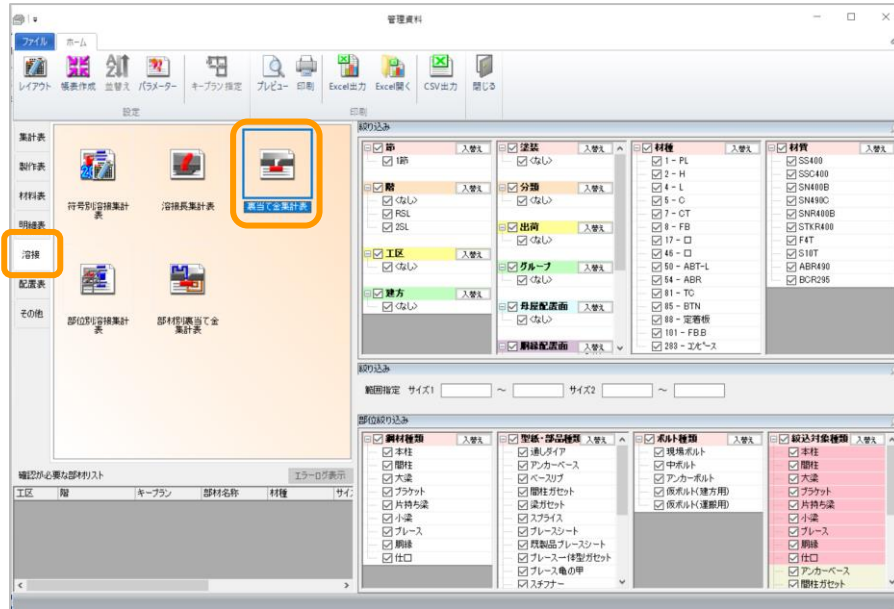 管理資料
ファイル ホーム
レイアウト 帳表作成 並替え パラメーター キープラン指定 プレビュー 印刷 Excel出力 Excel開く CSV出力 閉じる
設定 印刷
集計表
製作表
材料表
明細表
溶接
配置表
その他
符号別溶接集計表
溶接長集計表
裏当て金集計表
部位別溶接集計表
部材別裏当て金集計表
確認が必要な部材リスト エラーログ表示
工区 階 キープラン 部材名称 材種 サイズ
絞り込み
節 入替え
1節
階 入替え
<なし>
RSL
2SL
工区 入替え
<なし>
建方 入替え
<なし>
塗装 入替え
<なし>
分類 入替え
<なし>
出荷 入替え
<なし>
グループ 入替え
<なし>
母屋配置面 入替え
<なし>
胴縁配置面 入替え
材種 入替え
1 - PL
2 - H
4 - L
5 - C
7 - CT
8 - FB
17 - □
46 - □
50 - ABT-L
54 - ABR
81 - TC
85 - BTN
88 - 定着板
101 - F.B.B
203 - エレピース
材質 入替え
SS400
SSC400
SN400B
SN490C
SNR400B
STKR400
F4T
S10T
ABR490
BCR295
絞り込み
範囲指定 サイズ1 ～ サイズ2 ～
部位絞り込み
鋼材種類 入替え
本柱
間柱
大梁
ブラケット
片持ち梁
小梁
ブレース
胴縁
仕口
型紙・部品種類 入替え
通しダイア
アンカーベース
ベースリブ
間柱ガセット
梁ガセット
スプライス
ブレースシート
既製品ブレースシート
ブレース一体型ガセット
ブレース亀の甲
スチフナー
ボルト種類 入替え
現場ボルト
中ボルト
アンカーボルト
仮ボルト(建方用)
仮ボルト(運搬用)
絞込対象種類 入替え
本柱
間柱
大梁
ブラケット
片持ち梁
小梁
ブレース
胴縁
仕口
アンカーベース
間柱ガセット